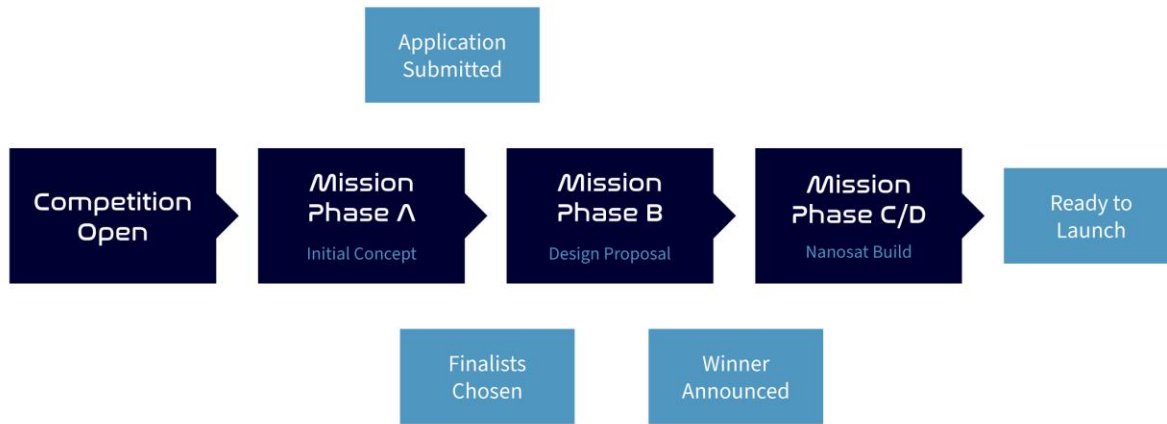 Application
Submitted
Competition
Open
Mission
Phase A
Initial Concept
Mission
Phase B
Design Proposal
Mission
Phase C/D
Nanosat Build
Ready to
Launch
Finalists
Chosen
Winner
Announced